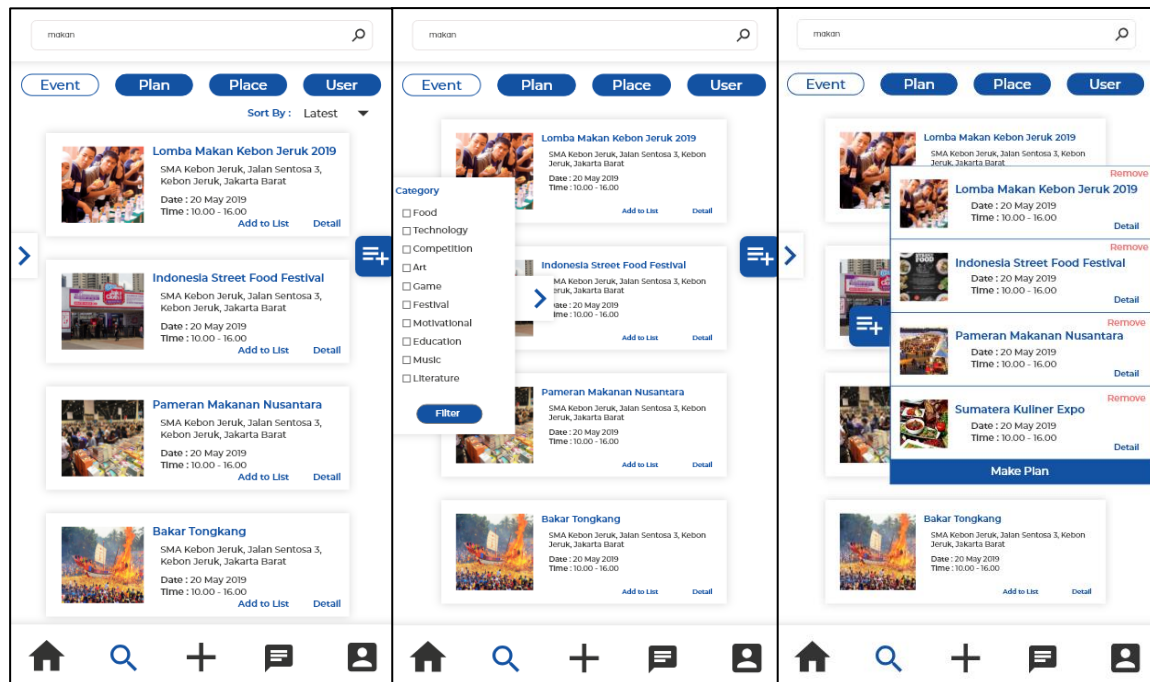 makan
Event Plan Place User
Sort By : Latest
Lomba Makan Kebon Jeruk 2019
SMA Kebon Jeruk, Jalan Sentosa 3,
Kebon Jeruk, Jakarta Barat
Date : 20 May 2019
Time : 10.00 - 16.00
Add to List Detail
Indonesia Street Food Festival
SMA Kebon Jeruk, Jalan Sentosa 3,
Kebon Jeruk, Jakarta Barat
Date : 20 May 2019
Time : 10.00 - 16.00
Add to List Detail
Pameran Makanan Nusantara
SMA Kebon Jeruk, Jalan Sentosa 3,
Kebon Jeruk, Jakarta Barat
Date : 20 May 2019
Time : 10.00 - 16.00
Add to List Detail
Bakar Tongkang
SMA Kebon Jeruk, Jalan Sentosa 3,
Kebon Jeruk, Jakarta Barat
Date : 20 May 2019
Time : 10.00 - 16.00
Add to List Detail
makan
Event Plan Place User
Lomba Makan Kebon Jeruk 2019
SMA Kebon Jeruk, Jalan Sentosa 3, Kebon
Jeruk, Jakarta Barat
Date : 20 May 2019
Time : 10.00 - 16.00
Add to List Detail
Category
Food
Technology
Competition
Art
Game
Festival
Motivational
Education
Music
Literature
Filter
Indonesia Street Food Festival
MA Kebon Jeruk, Jalan Sentosa 3, Kebon
eruk, Jakarta Barat
: 20 May 2019
me : 10.00 - 16.00
Add to List Detail
Pameran Makanan Nusantara
SMA Kebon Jeruk, Jalan Sentosa 3, Kebon
Jeruk, Jakarta Barat
Date : 20 May 2019
Time : 10.00 - 16.00
Add to List Detail
Bakar Tongkang
SMA Kebon Jeruk, Jalan Sentosa 3, Kebon
Jeruk, Jakarta Barat
Date : 20 May 2019
Time : 10.00 - 16.00
Add to List Detail
makan
Event Plan Place User
Lomba Makan Kebon Jeruk 2019
SMA Kebon Jeruk, Jalan Sentosa 3, Kebon
Jeruk, Jakarta Barat
Remove
Lomba Makan Kebon Jeruk 2019
Date : 20 May 2019
Time : 10.00 - 16.00
Detail
Remove
Indonesia Street Food Festival
Date : 20 May 2019
Time : 10.00 - 16.00
Detail
Remove
Pameran Makanan Nusantara
Date : 20 May 2019
Time : 10.00 - 16.00
Detail
Remove
Sumatera Kuliner Expo
Date : 20 May 2019
Time : 10.00 - 16.00
Detail
Make Plan
Bakar Tongkang
SMA Kebon Jeruk, Jalan Sentosa 3, Kebon
Jeruk, Jakarta Barat
Date : 20 May 2019
Time : 10.00 - 16.00
Add to List Detail